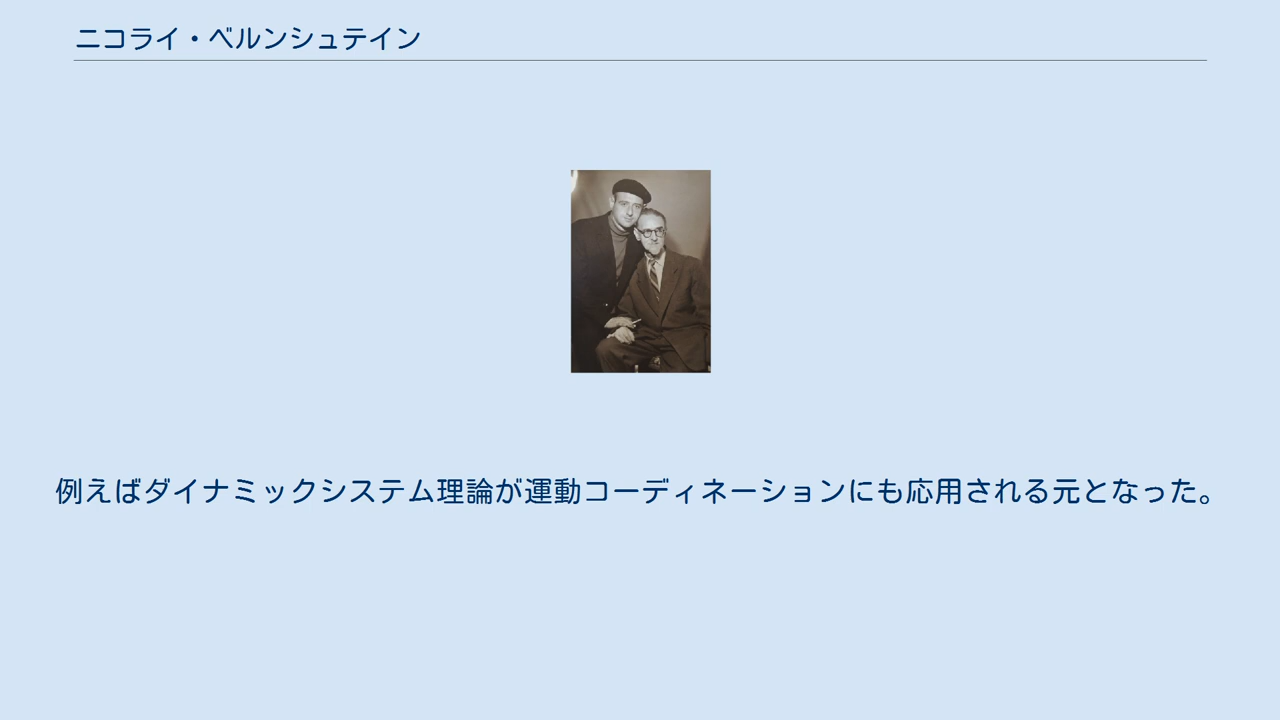 ニコライ・ベルンシュテイン
例えばダイナミックシステム理論が運動コーディネーションにも応用される元となった。